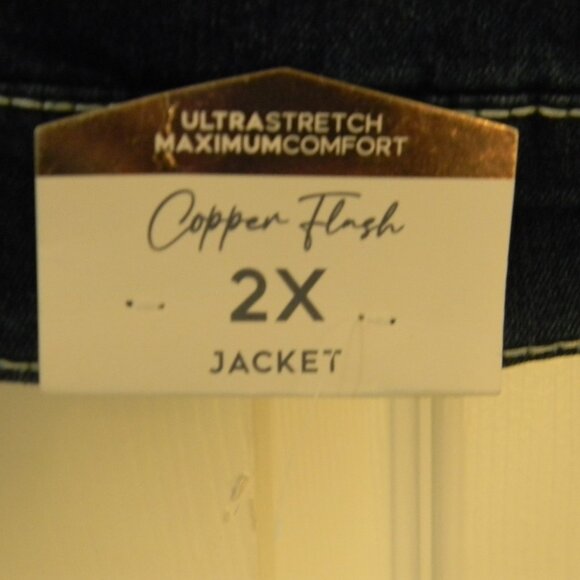 ULTRASTRETCH
MAXIMUMCOMFORT
Copper Flash
2X
JACKET